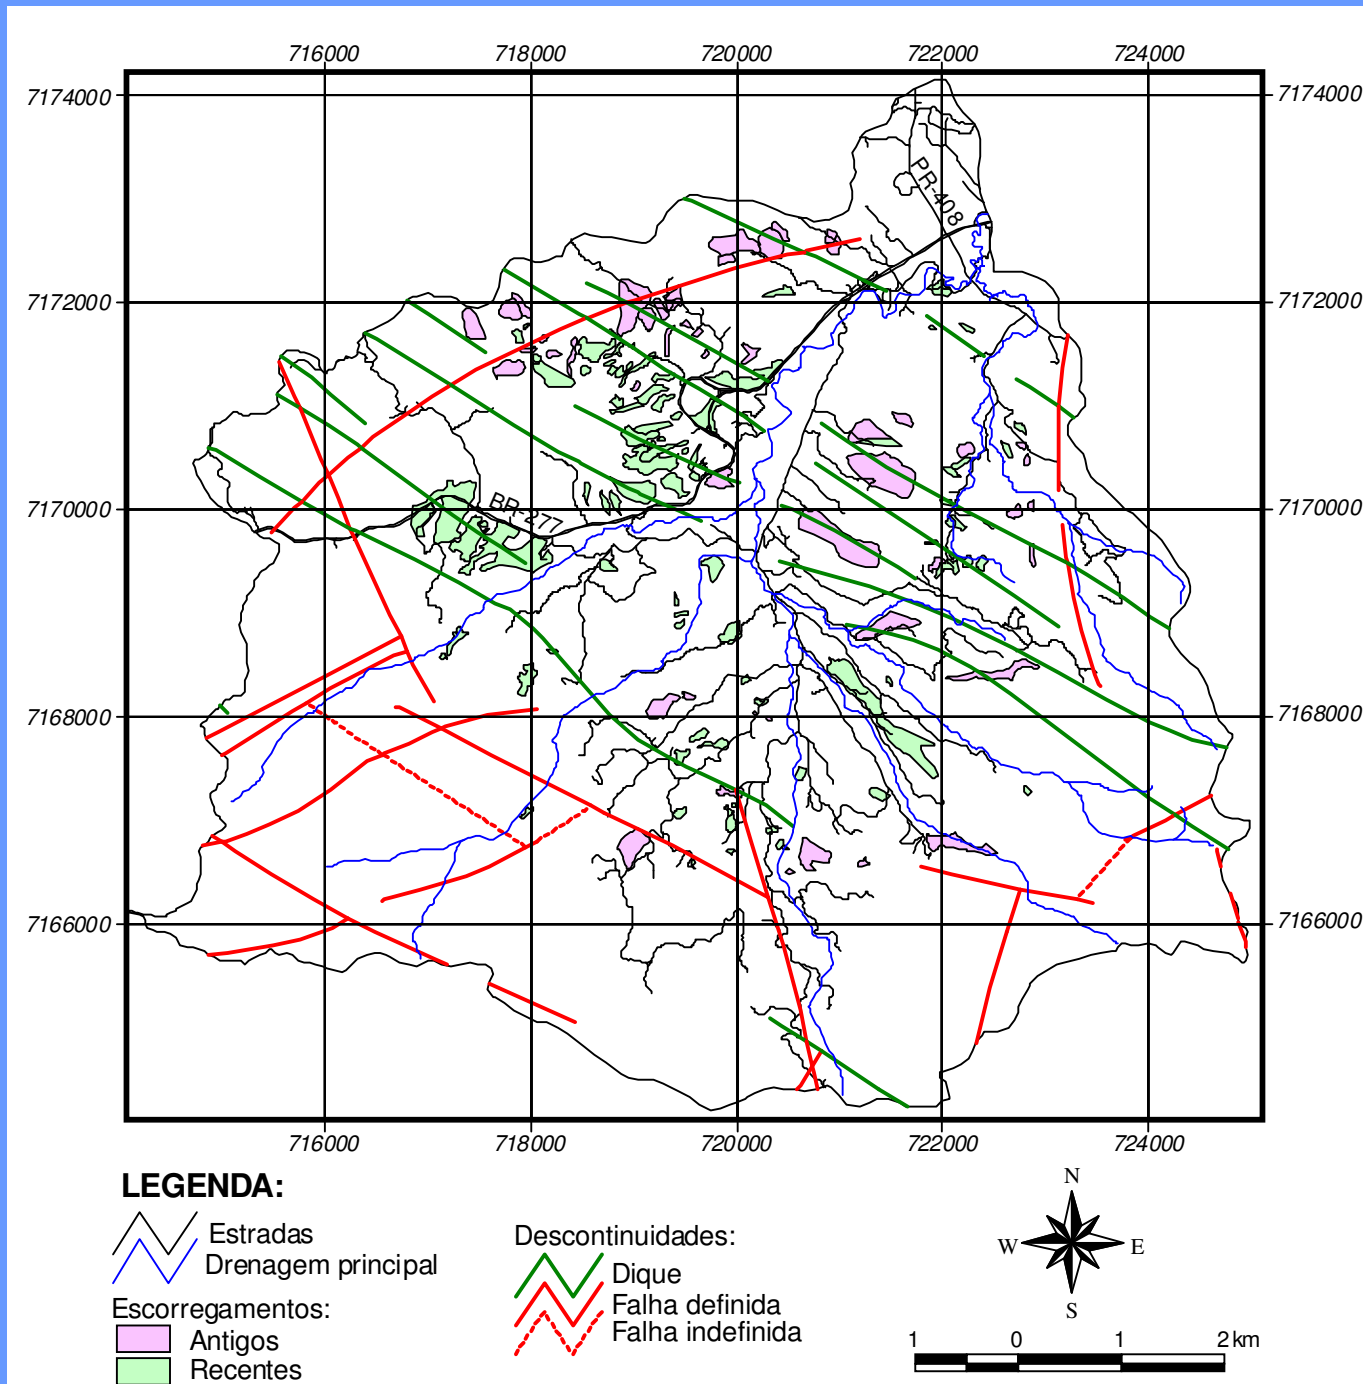 716000 718000 720000 722000 724000
7174000 7174000
PR-408
7172000 7172000
7170000 7170000
BR-277
7168000 7168000
7166000 7166000
716000 718000 720000 722000 724000
LEGENDA:
Estradas
Drenagem principal
Escorregamentos:
Antigos
Recentes
Descontinuidades:
Dique
Falha definida
Falha indefinida
N
W E
S
1 0 1 2 km